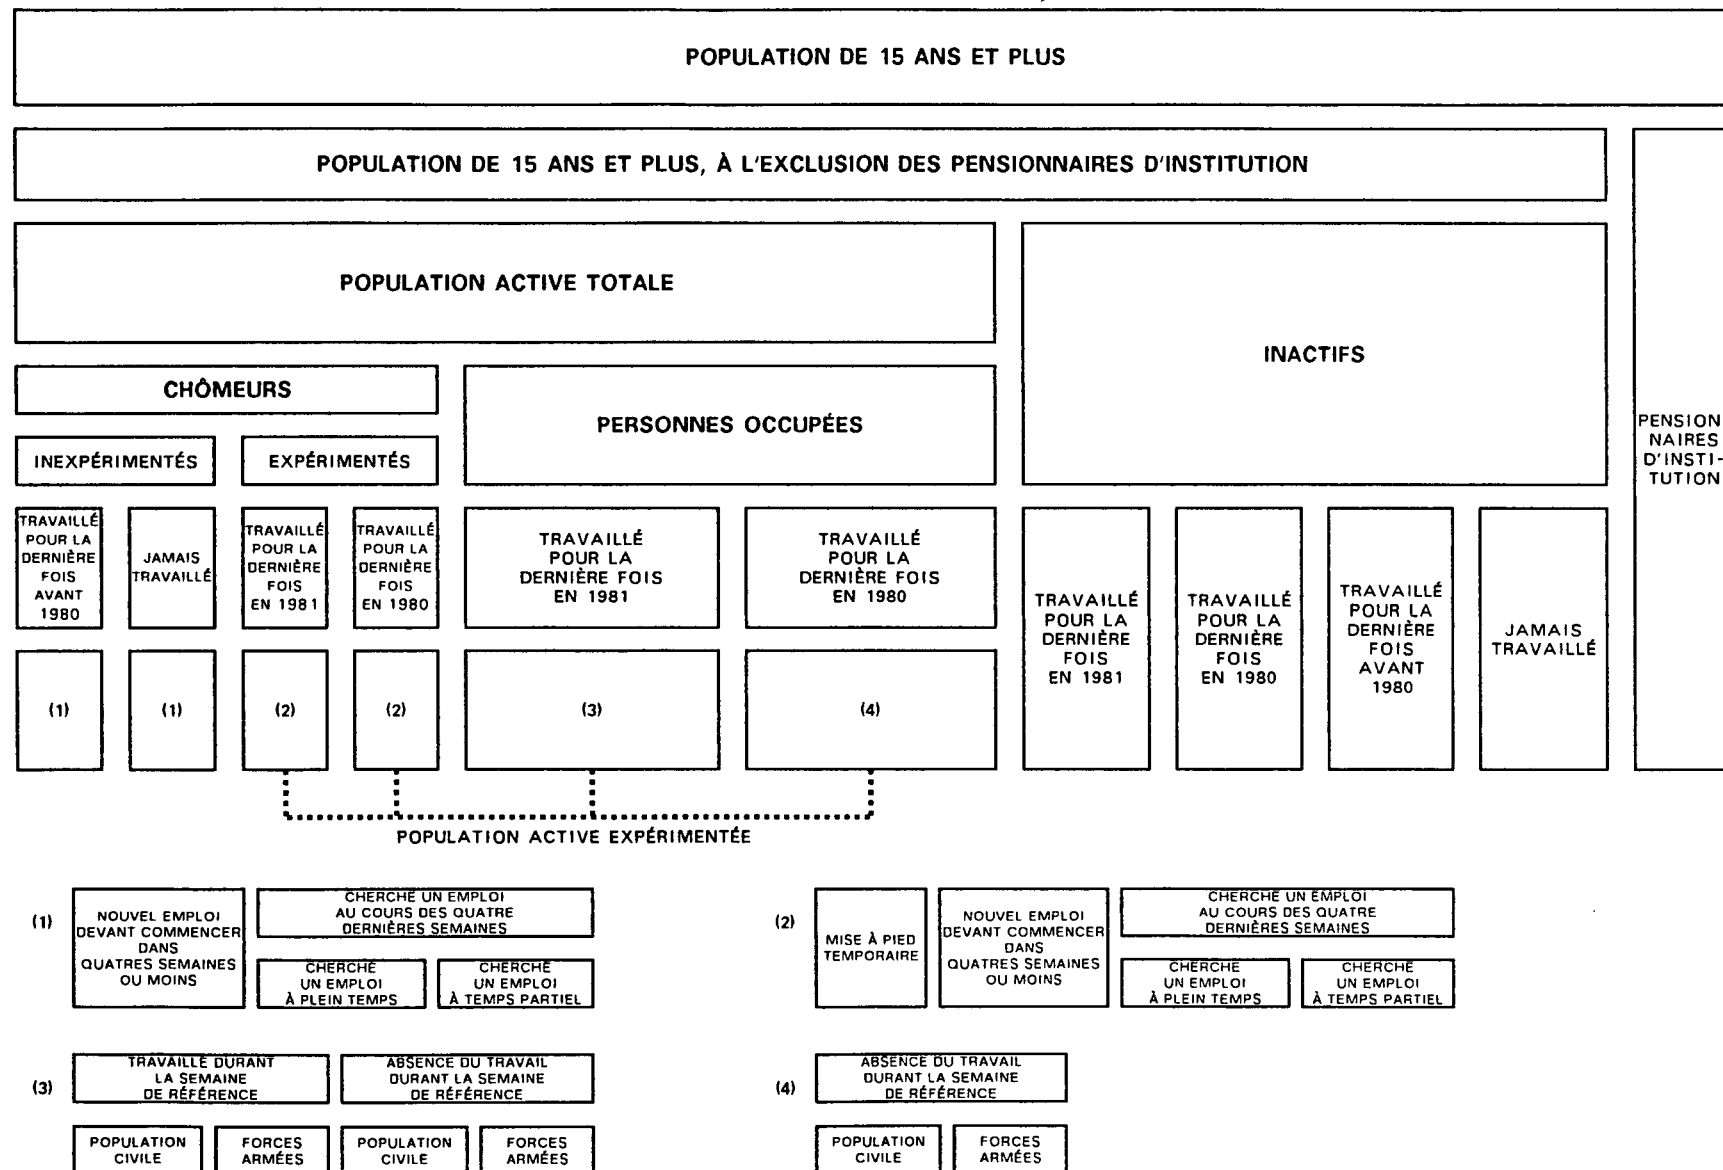 POPULATION DE 15 ANS ET PLUS
POPULATION DE 15 ANS ET PLUS, À L'EXCLUSION DES PENSIONNAIRES D'INSTITUTION
POPULATION ACTIVE TOTALE
INACTIFS
PENSION-
NAIRES
D'INSTI-
TUTION
CHÔMEURS
PERSONNES OCCUPÉES
INEXPÉRIMENTÉS
EXPÉRIMENTÉS
TRAVAILLÉ
POUR LA
DERNIÈRE
FOIS
AVANT
1980
JAMAIS
TRAVAILLÉ
TRAVAILLÉ
POUR LA
DERNIÈRE
FOIS
EN 1981
TRAVAILLÉ
POUR LA
DERNIÈRE
FOIS
EN 1980
TRAVAILLÉ
POUR LA
DERNIÈRE FOIS
EN 1981
TRAVAILLÉ
POUR LA
DERNIÈRE FOIS
EN 1980
TRAVAILLÉ
POUR LA
DERNIÈRE
FOIS
EN 1981
TRAVAILLÉ
POUR LA
DERNIÈRE
FOIS
EN 1980
TRAVAILLÉ
POUR LA
DERNIÈRE
FOIS
AVANT
1980
JAMAIS
TRAVAILLÉ
(1)
(1)
(2)
(2)
(3)
(4)
POPULATION ACTIVE EXPÉRIMENTÉE
(1)
NOUVEL EMPLOI
DEVANT COMMENCER
DANS
QUATRES SEMAINES
OU MOINS
CHERCHÉ UN EMPLOI
AU COURS DES QUATRE
DERNIÈRES SEMAINES
CHERCHÉ
UN EMPLOI
À PLEIN TEMPS
CHERCHÉ
UN EMPLOI
À TEMPS PARTIEL
(2)
MISE À PIED
TEMPORAIRE
NOUVEL EMPLOI
DEVANT COMMENCER
DANS
QUATRES SEMAINES
OU MOINS
CHERCHÉ UN EMPLOI
AU COURS DES QUATRE
DERNIÈRES SEMAINES
CHERCHÉ
UN EMPLOI
À PLEIN TEMPS
CHERCHÉ
UN EMPLOI
À TEMPS PARTIEL
(3)
TRAVAILLÉ DURANT
LA SEMAINE
DE RÉFÉRENCE
ABSENCE DU TRAVAIL
DURANT LA SEMAINE
DE RÉFÉRENCE
POPULATION
CIVILE
FORCES
ARMÉES
POPULATION
CIVILE
FORCES
ARMÉES
(4)
ABSENCE DU TRAVAIL
DURANT LA SEMAINE
DE RÉFÉRENCE
POPULATION
CIVILE
FORCES
ARMÉES